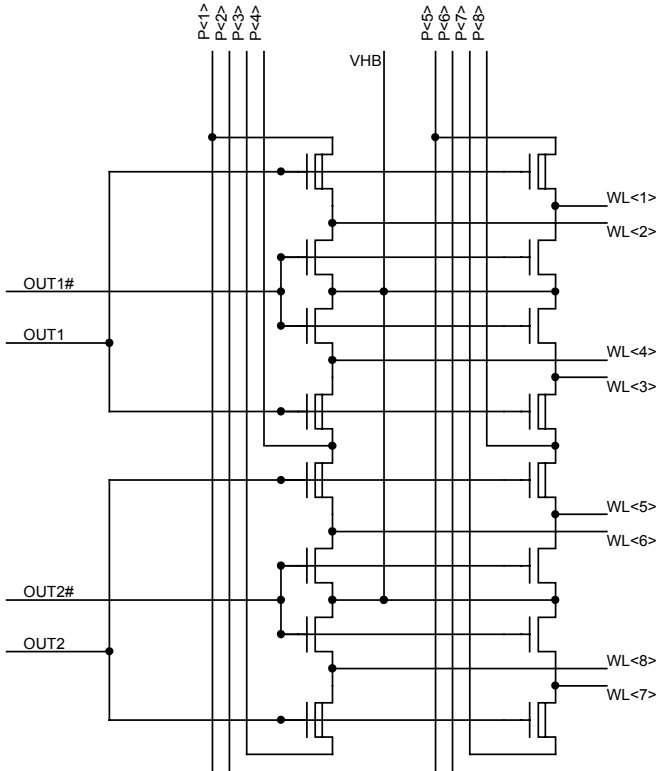 P<1>
P<2>
P<3>
P<4>
P<5>
P<6>
P<7>
P<8>
VHB
WL<1>
WL<2>
OUT1#
OUT1
WL<4>
WL<3>
WL<5>
WL<6>
OUT2#
OUT2
WL<8>
WL<7>